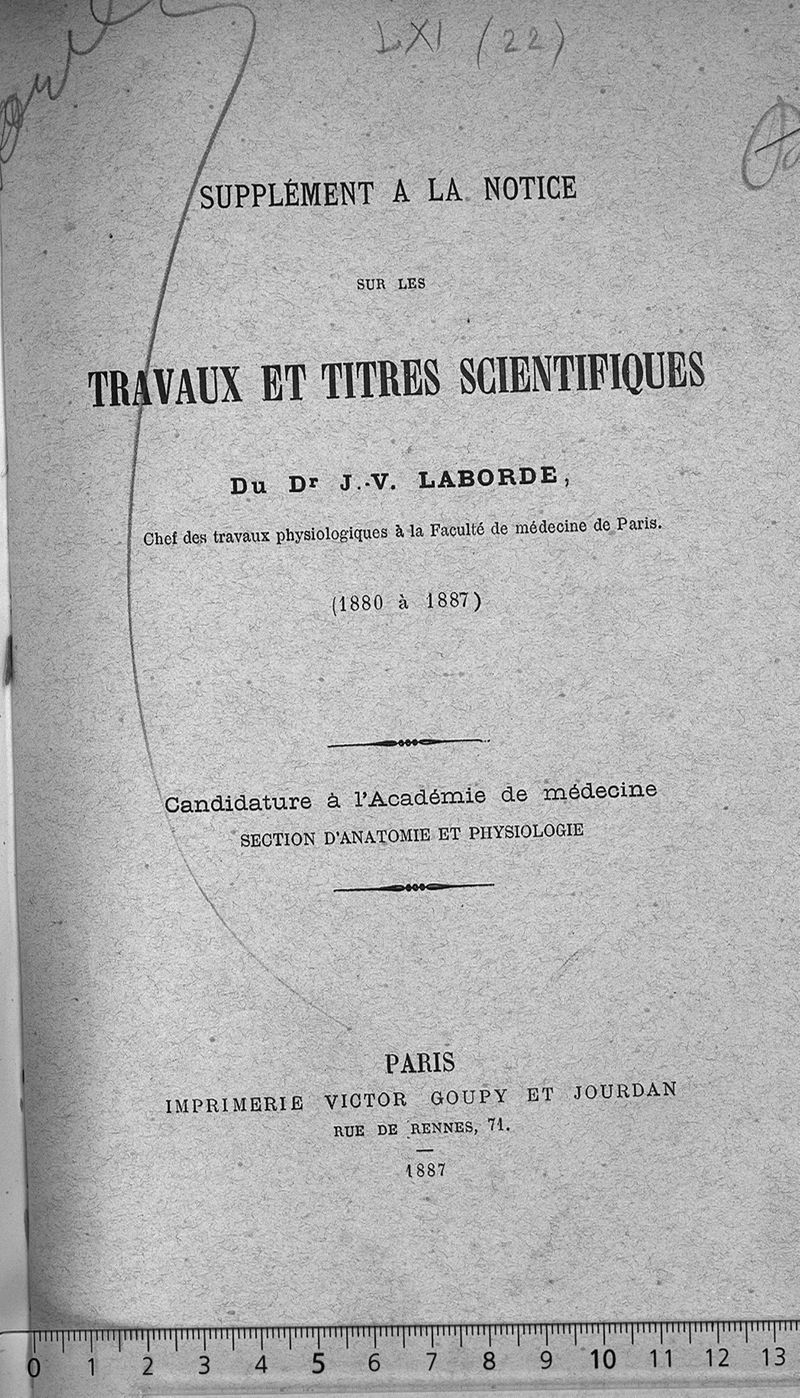 LXI (22)
SUPPLÉMENT A LA NOTICE
SUR LES
TRAVAUX ET TITRES SCIENTIFIQUES
Du Dr J.-V. LABORDE,
Chef des travaux physiologiques à la Faculté de médecine de Paris.
(1880 à 1887)
Candidature à l'Académie de médecine
SECTION D'ANATOMIE ET PHYSIOLOGIE
PARIS
IMPRIMERIE VICTOR GOUPY ET JOURDAN
RUE DE RENNES, 71.
1887
0 1 2 3 4 5 6 7 8 9 10 11 12 13